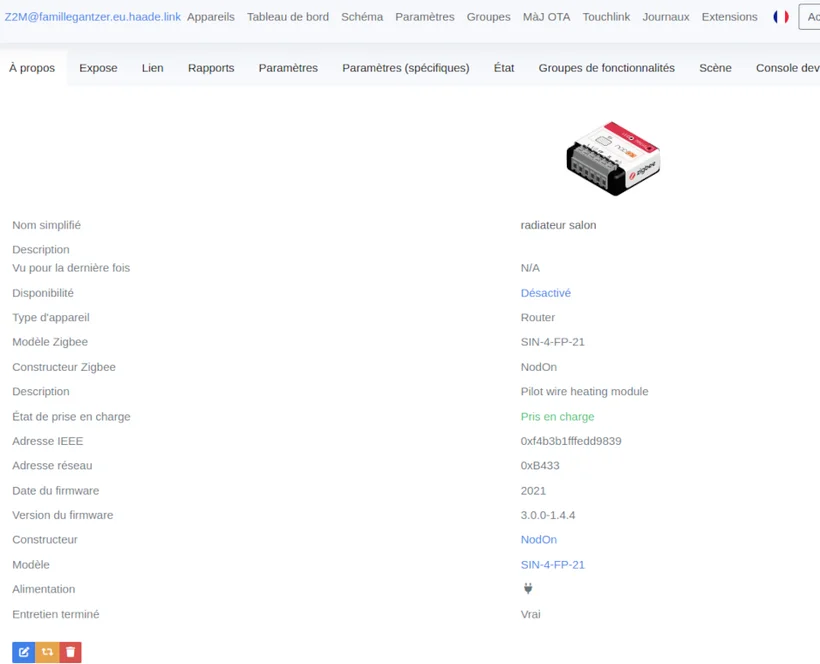 Z2M@famillegantzer.eu.haade.link Appareils Tableau de bord Schéma Paramètres Groupes MàJ OTA Touchlink Journaux Extensions Ac
À propos Expose Lien Rapports Paramètres Paramètres (spécifiques) État Groupes de fonctionnalités Scène Console dev
zigbee
Nom simplifié radiateur salon
Description
Vu pour la dernière fois N/A
Disponibilité Désactivé
Type d'appareil Router
Modèle Zigbee SIN-4-FP-21
Constructeur Zigbee NodOn
Description Pilot wire heating module
État de prise en charge Pris en charge
Adresse IEEE 0xf4b3b1fffedd9839
Adresse réseau 0xB433
Date du firmware 2021
Version du firmware 3.0.0-1.4.4
Constructeur NodOn
Modèle SIN-4-FP-21
Alimentation
Entretien terminé Vrai